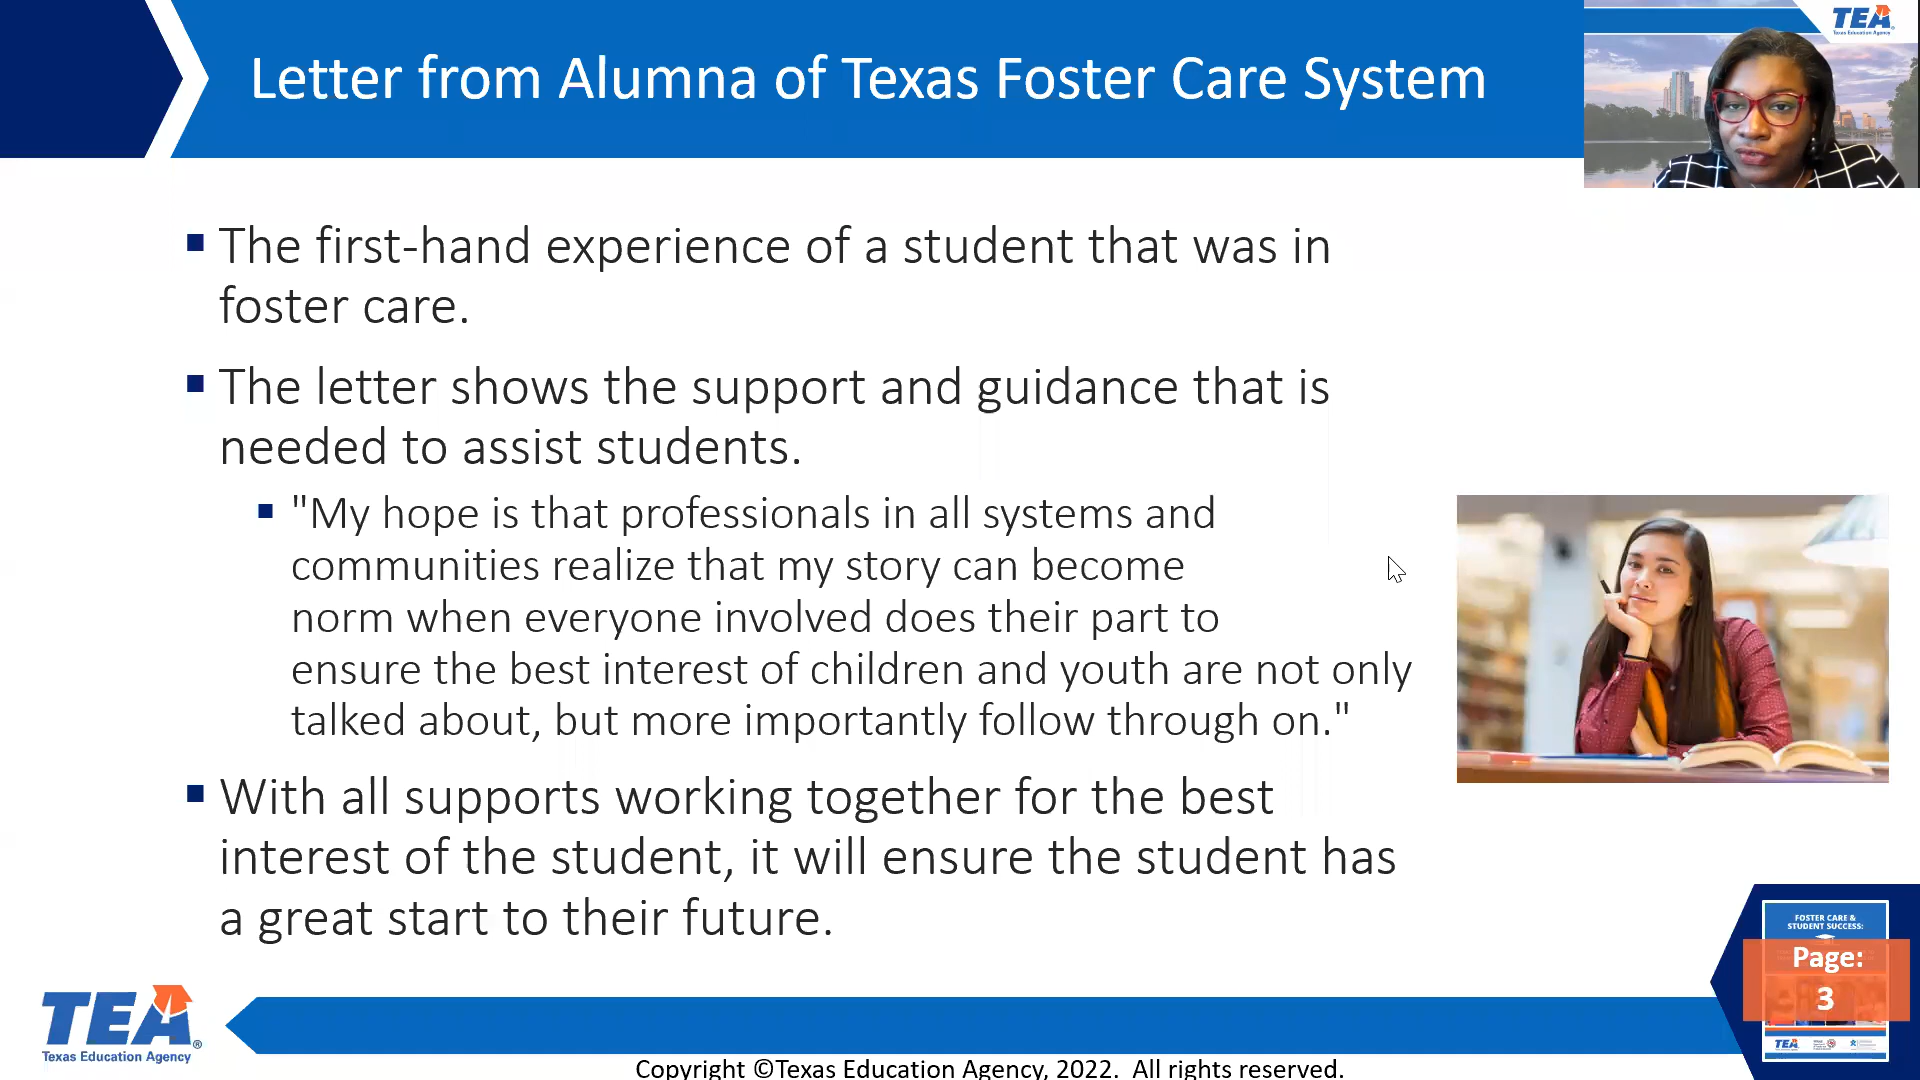 Letter from Alumna of Texas Foster Care System
TEA
Texas Education Agency
▪ The first-hand experience of a student that was in
foster care.
▪ The letter shows the support and guidance that is
needed to assist students.
▪ "My hope is that professionals in all systems and
communities realize that my story can become
norm when everyone involved does their part to
ensure the best interest of children and youth are not only
talked about, but more importantly follow through on."
▪ With all supports working together for the best
interest of the student, it will ensure the student has
a great start to their future.
FOSTER CARE &
STUDENT SUCCESS:
Page:
3
TEA
TEA®
Texas Education Agency
Copyright ©Texas Education Agency, 2022. All rights reserved.